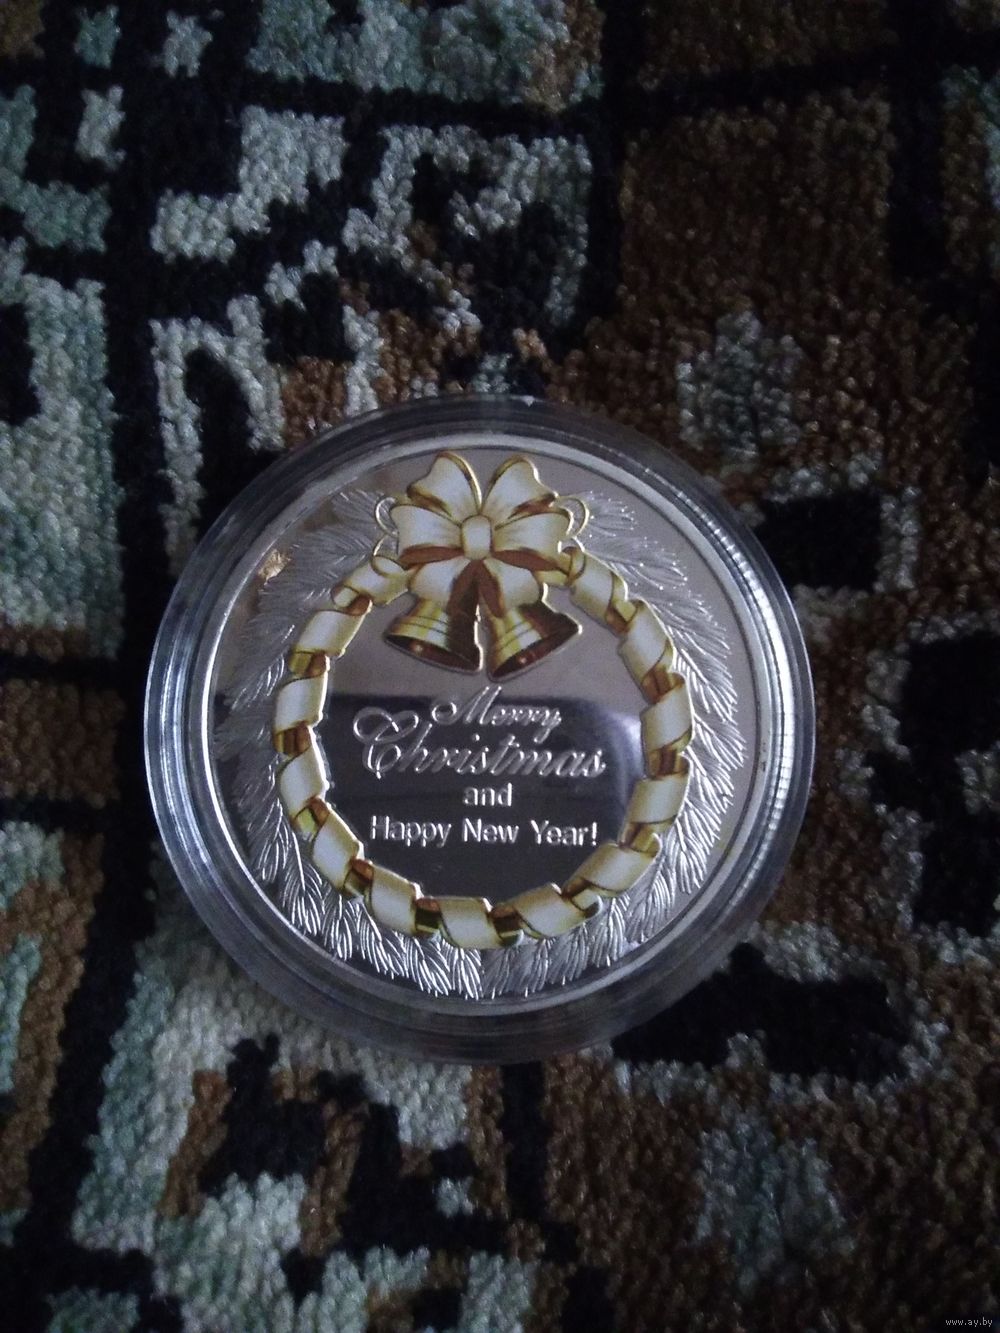 Merry
Christmas
and
Happy New Year!
www.ay.by